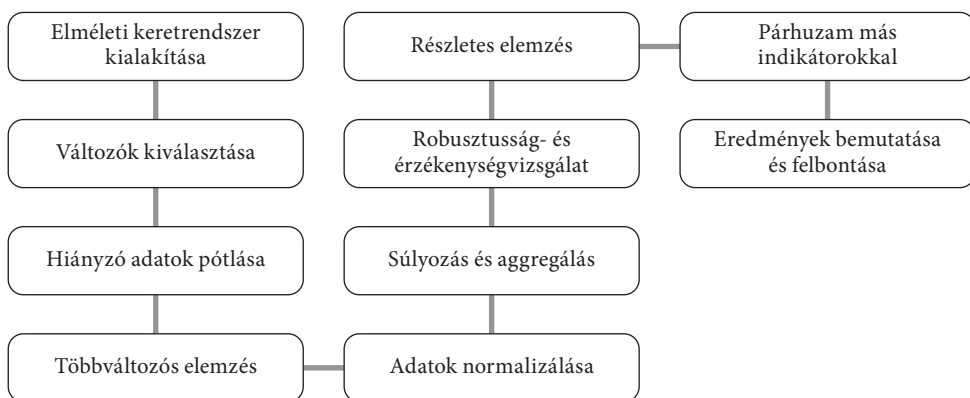 Elméleti keretrendszer
kialakítása
Változók kiválasztása
Hiányzó adatok pótlása
Többváltozós elemzés
Adatok normalizálása
Súlyozás és aggregálás
Robusztusság- és
érzékenységvizsgálat
Részletes elemzés
Párhuzam más
indikátorokkal
Eredmények bemutatása
és felbontása